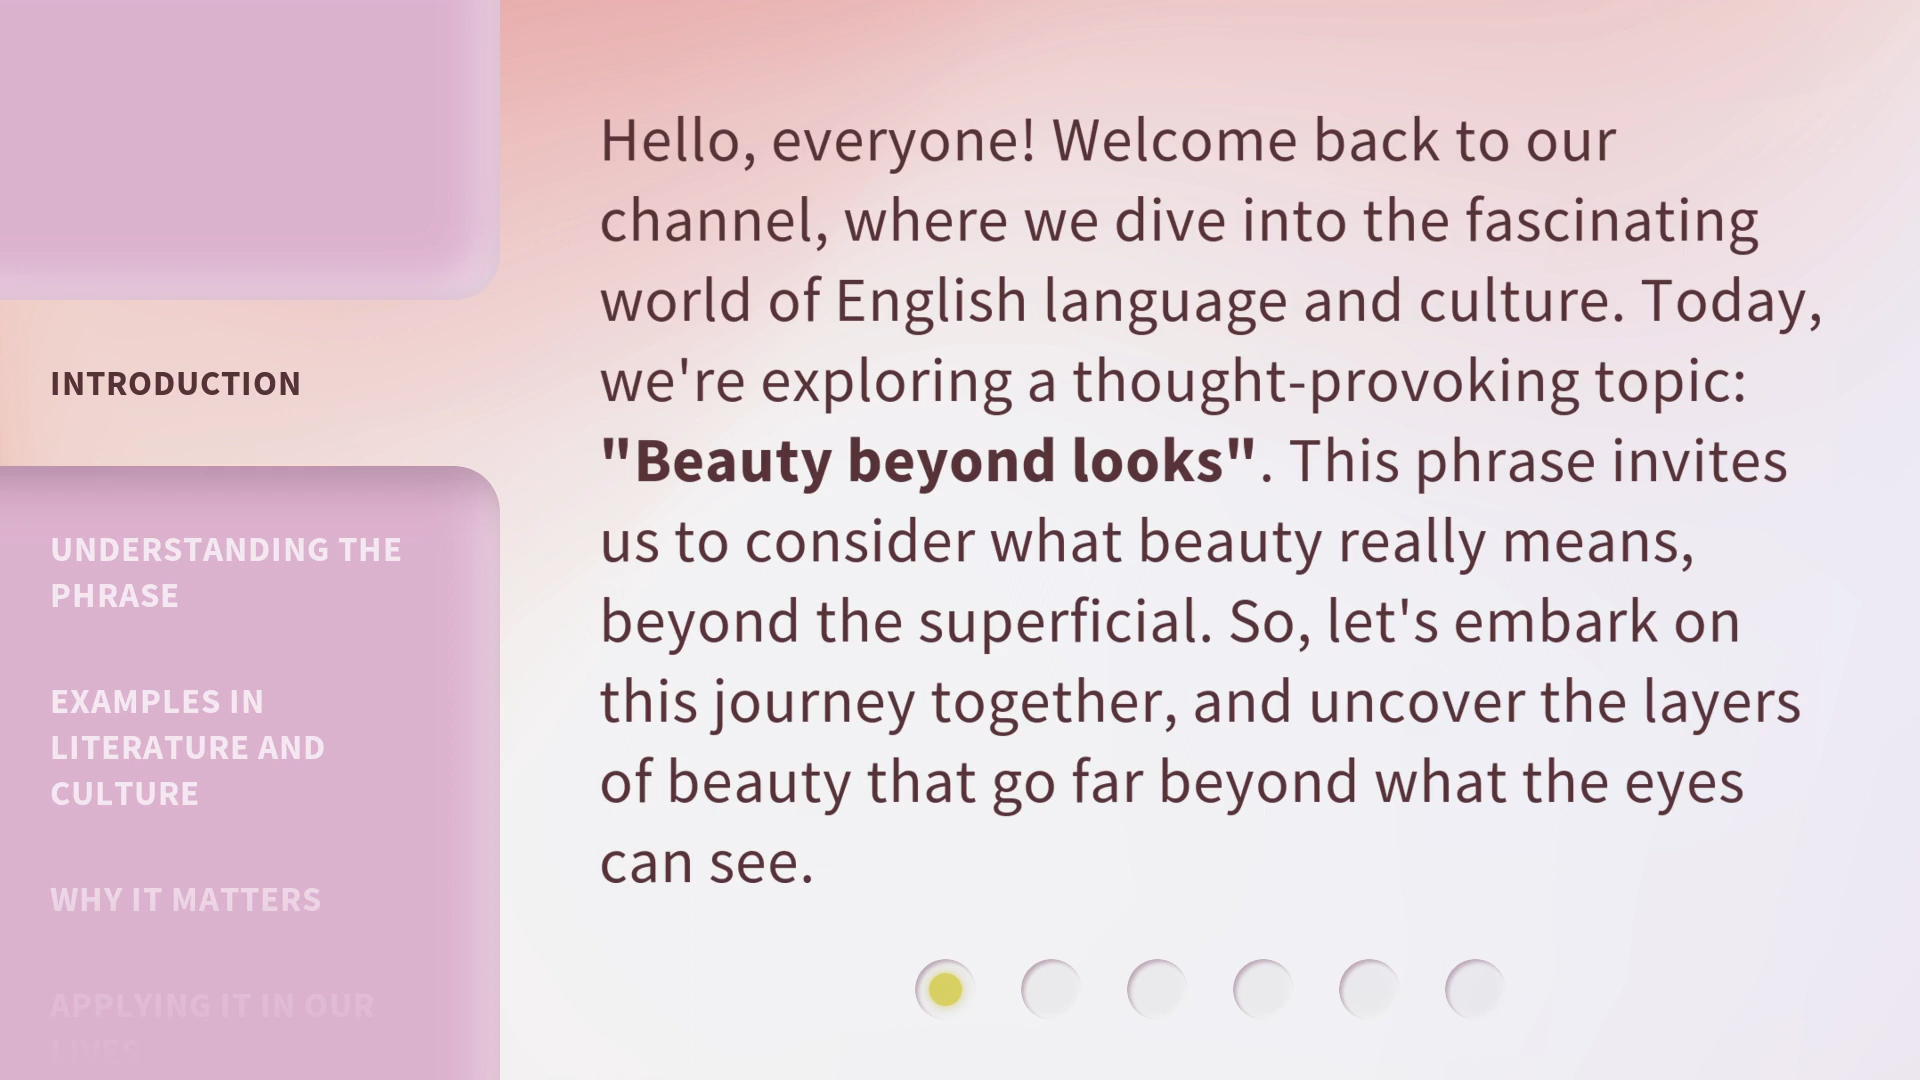 INTRODUCTION
UNDERSTANDING THE
PHRASE
EXAMPLES IN
LITERATURE AND
CULTURE
WHY IT MATTERS
APPLYING IT IN OUR
LIVES
Hello, everyone! Welcome back to our
channel, where we dive into the fascinating
world of English language and culture. Today,
we're exploring a thought-provoking topic:
"Beauty beyond looks". This phrase invites
us to consider what beauty really means,
beyond the superficial. So, let's embark on
this journey together, and uncover the layers
of beauty that go far beyond what the eyes
can see.